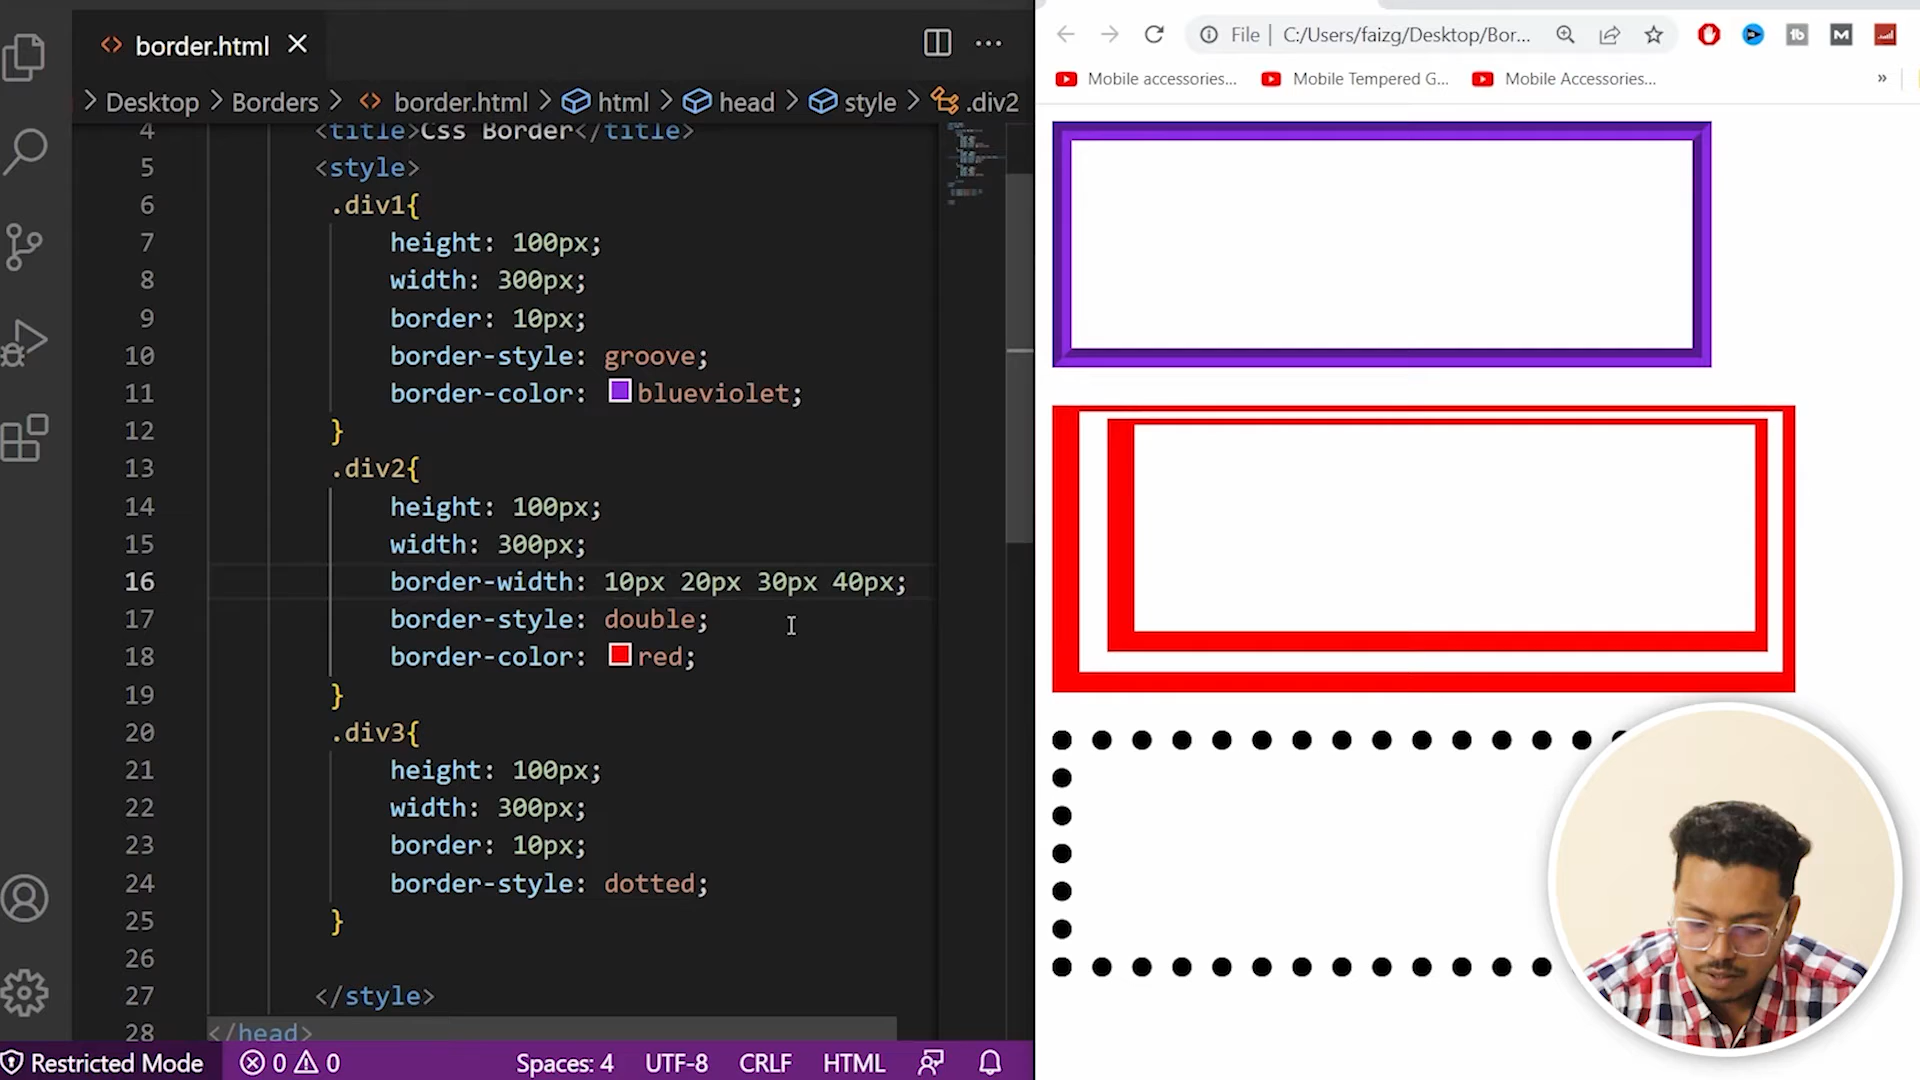 border.html
Desktop > Borders > border.html > html > head > style > .div2
File | C:/Users/faizg/Desktop/Bor...
Mobile accessories... Mobile Tempered G... Mobile Accessories... »
4 <title>Css Border</title>
5 <style>
6 .div1{
7 height: 100px;
8 width: 300px;
9 border: 10px;
10 border-style: groove;
11 border-color: blueviolet;
12 }
13 .div2{
14 height: 100px;
15 width: 300px;
16 border-width: 10px 20px 30px 40px;
17 border-style: double;
18 border-color: red;
19 }
20 .div3{
21 height: 100px;
22 width: 300px;
23 border: 10px;
24 border-style: dotted;
25 }
26
27 </style>
28 </head>
Restricted Mode 0 0 Spaces: 4 UTF-8 CRLF HTML